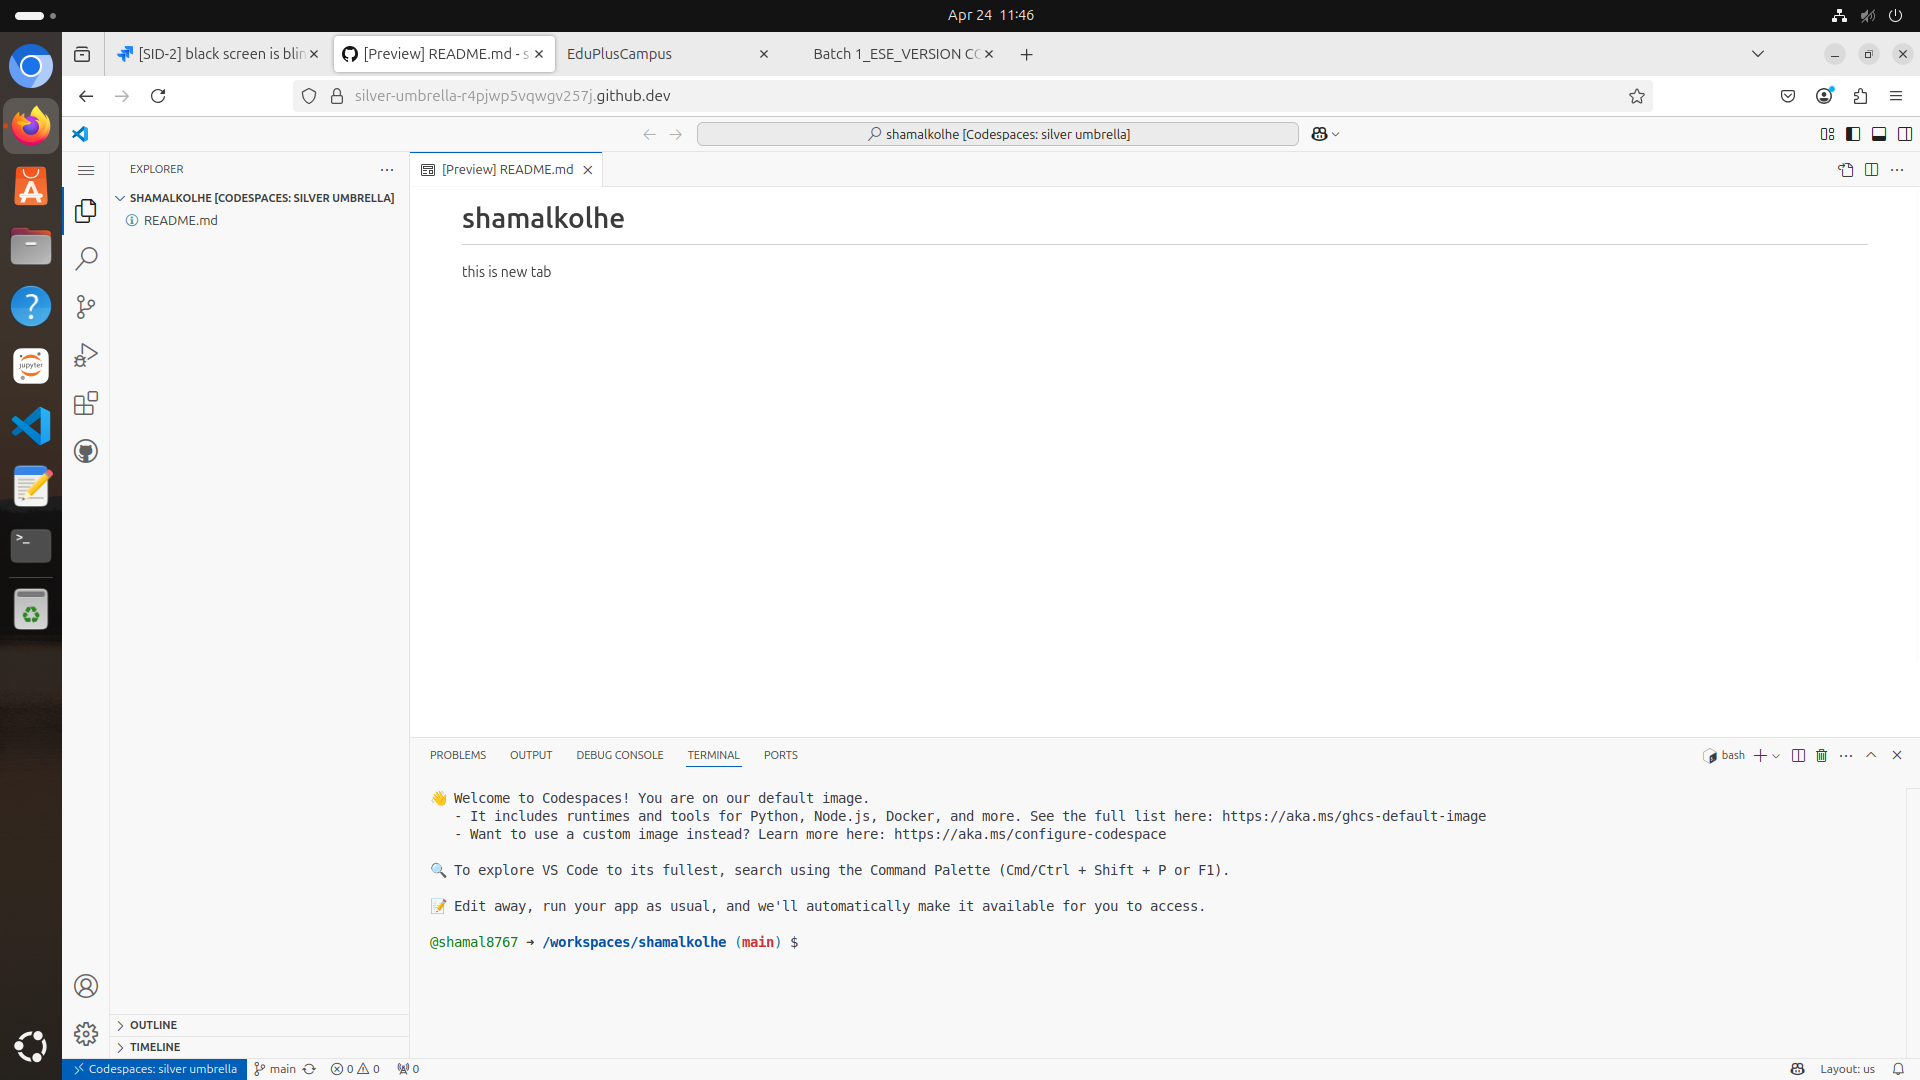 Apr 24 11:46
[SID-2] black screen is blin
[Preview] README.md - s
EduPlusCampus
Batch 1_ESE_VERSION CO
silver-umbrella-r4pjwp5vqwgv257j.github.dev
shamalkolhe [Codespaces: silver umbrella]
EXPLORER
[Preview] README.md
SHAMALKOLHE [CODESPACES: SILVER UMBRELLA]
README.md
shamalkolhe
this is new tab
jupyter
PROBLEMS
OUTPUT
DEBUG CONSOLE
TERMINAL
PORTS
bash
👋 Welcome to Codespaces! You are on our default image.
- It includes runtimes and tools for Python, Node.js, Docker, and more. See the full list here: https://aka.ms/ghcs-default-image
- Want to use a custom image instead? Learn more here: https://aka.ms/configure-codespace
🔍 To explore VS Code to its fullest, search using the Command Palette (Cmd/Ctrl + Shift + P or F1).
📝 Edit away, run your app as usual, and we'll automatically make it available for you to access.
@shamal8767 ➜ /workspaces/shamalkolhe (main) $
OUTLINE
TIMELINE
Codespaces: silver umbrella
main
0
0
0
Layout: us